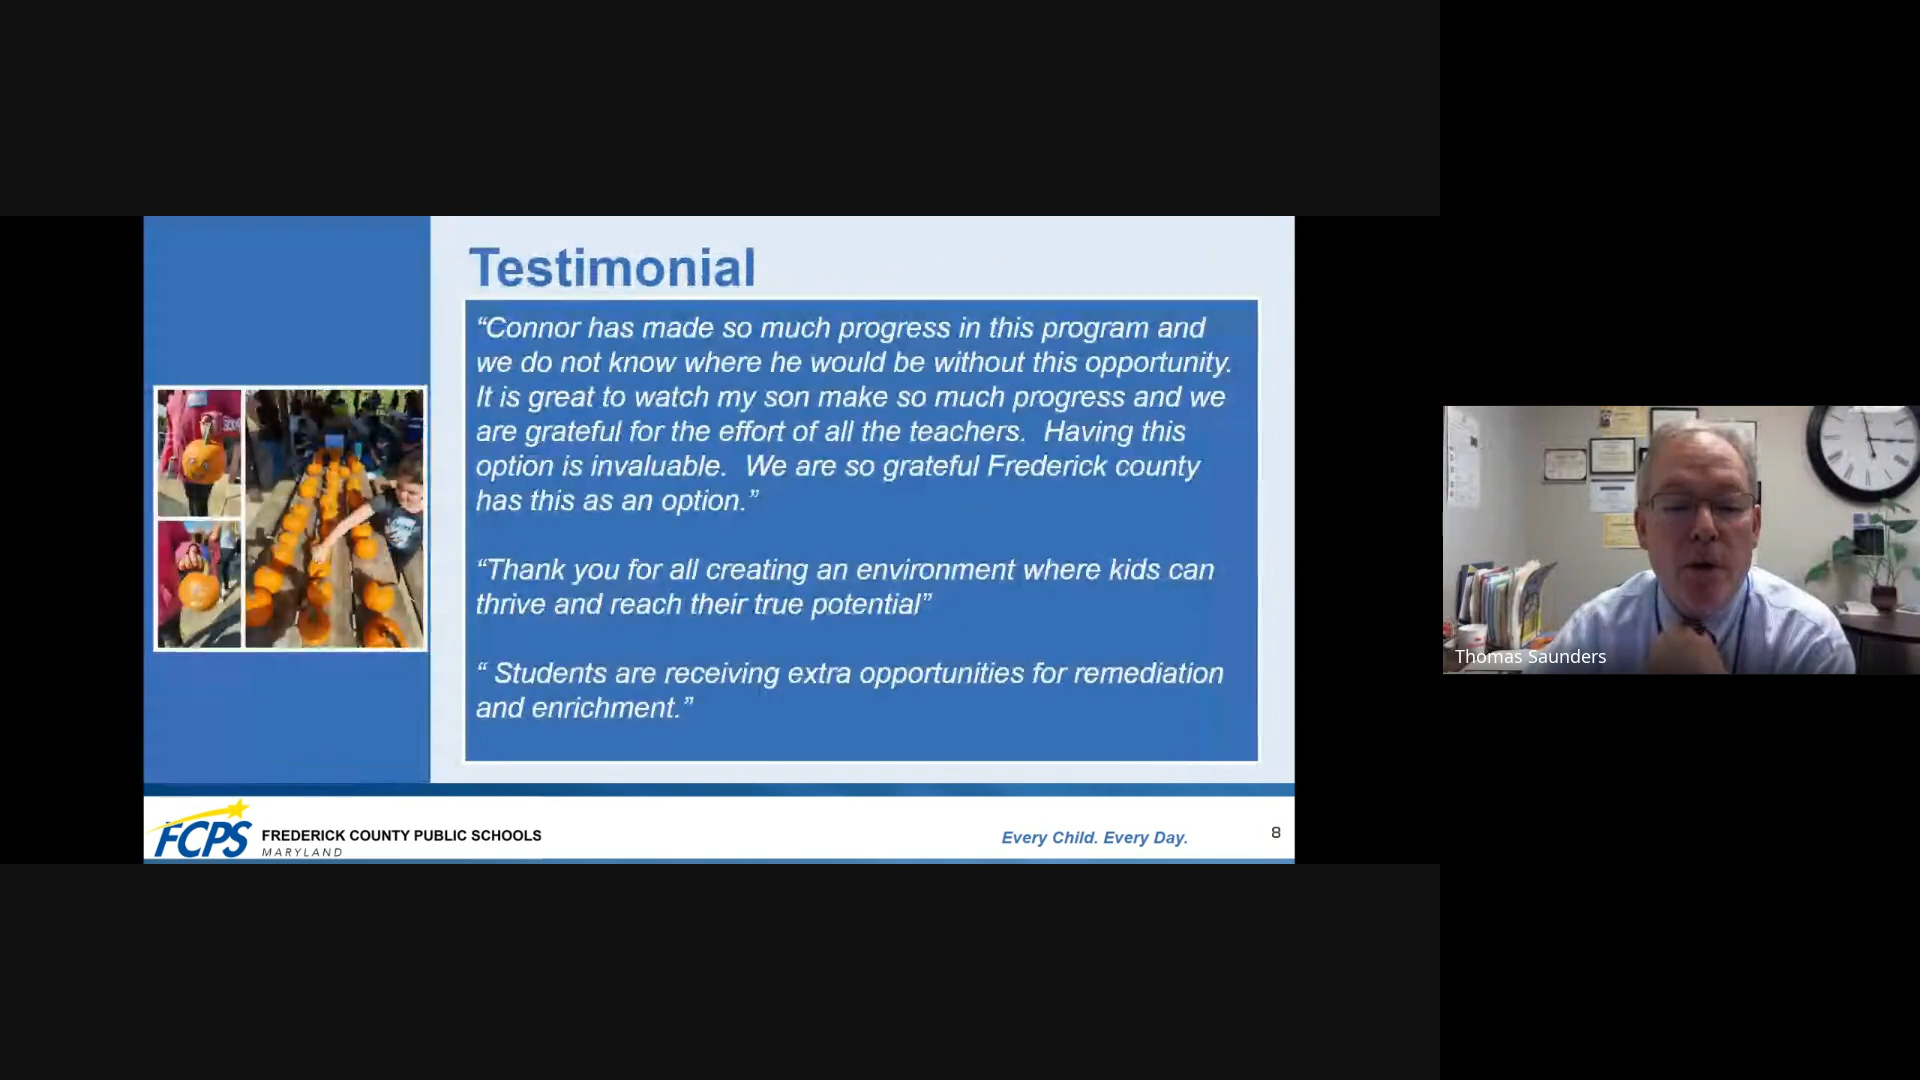 Testimonial
“Connor has made so much progress in this program and
we do not know where he would be without this opportunity.
It is great to watch my son make so much progress and we
are grateful for the effort of all the teachers.  Having this
option is invaluable.  We are so grateful Frederick county
has this as an option.”
“Thank you for all creating an environment where kids can
thrive and reach their true potential”
“ Students are receiving extra opportunities for remediation
and enrichment.”
FCPS
FREDERICK COUNTY PUBLIC SCHOOLS
MARYLAND
Every Child. Every Day.
8
Thomas Saunders